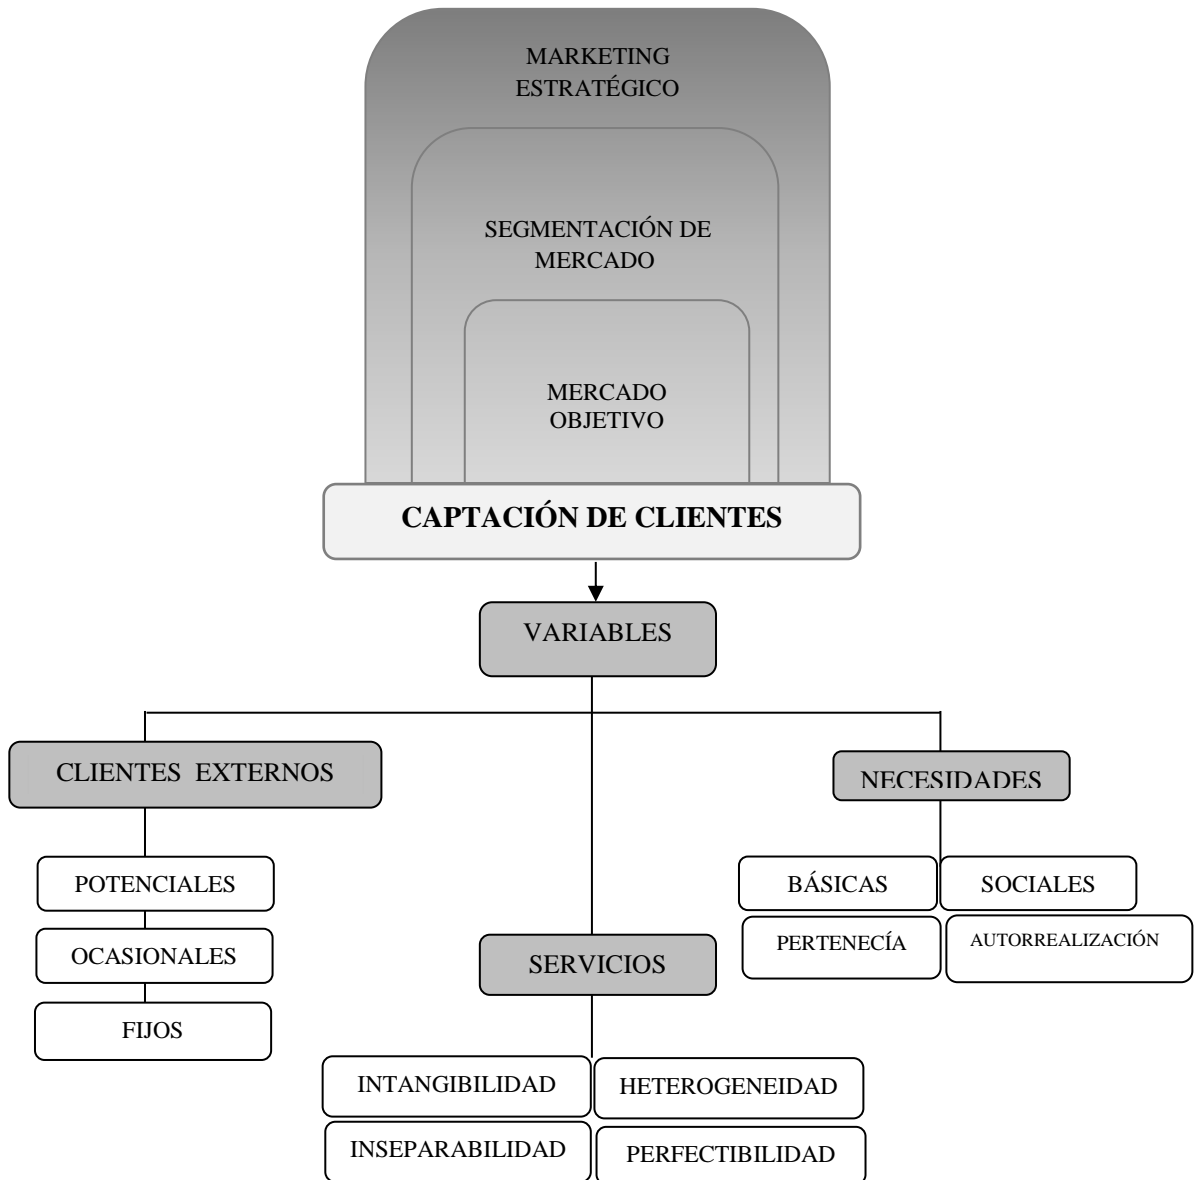 MARKETING
ESTRATÉGICO
SEGMENTACIÓN DE
MERCADO
MERCADO
OBJETIVO
CAPTACIÓN DE CLIENTES
VARIABLES
CLIENTES EXTERNOS
NECESIDADES
POTENCIALES
BÁSICAS
SOCIALES
OCASIONALES
PERTENECÍA
AUTORREALIZACIÓN
SERVICIOS
FIJOS
INTANGIBILIDAD
HETEROGENEIDAD
INSEPARABILIDAD
PERFECTIBILIDAD